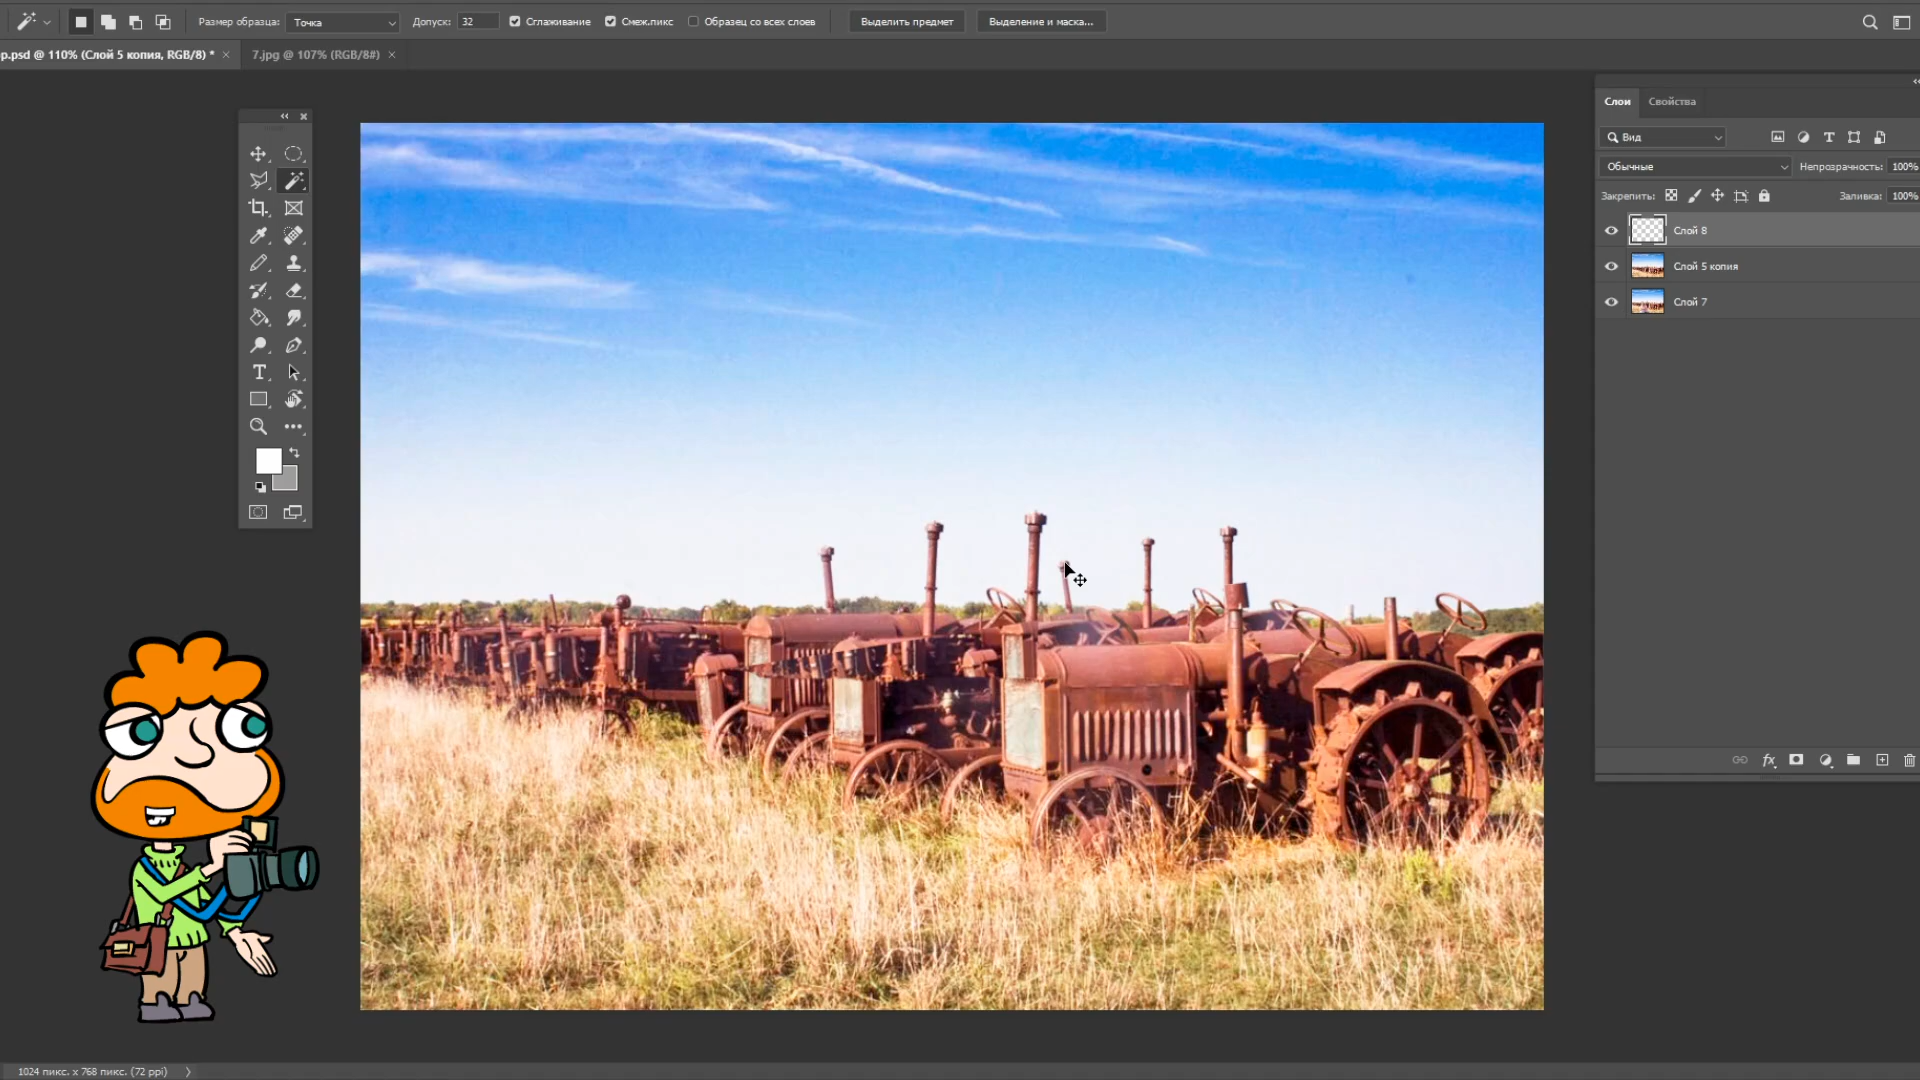 Размер образца: Точка Допуск: 32 Сглаживание Смеж.пикс Образец со всех слоев Выделить предмет Выделение и маска...
p.psd @ 110% (Слой 5 копия, RGB/8) * 7.jpg @ 107% (RGB/8#)
Слои Свойства
Вид
Обычные Непрозрачность: 100%
Закрепить: Заливка: 100%
Слой 8
Слой 5 копия
Слой 7
1024 пикс. x 768 пикс. (72 ppi)